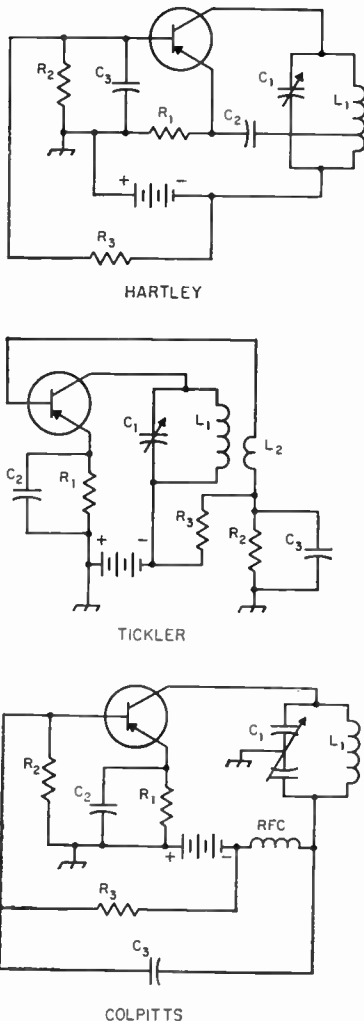 R2
C3
R1
C2
C1
L1
+ -
R3
HARTLEY
C1
L1
L2
C2
R1
R3
R2
C3
+ -
TICKLER
C1
L1
R2
C2
R1
RFC
+ -
R3
C3
COLPITTS